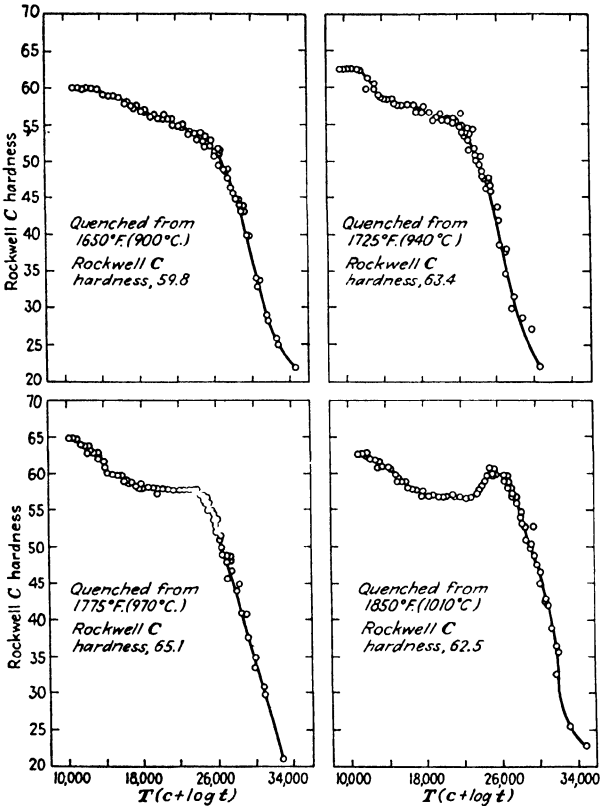 70
65
60
55
50
45
40
35
30
25
20
Rockwell C hardness
Quenched from
1650°F.(900°C.)
Rockwell C
hardness, 59.8
Quenched from
1725°F.(940°C)
Rockwell C
hardness, 63.4
70
65
60
55
50
45
40
35
30
25
20
Rockwell C hardness
Quenched from
1775°F.(970°C.)
Rockwell C
hardness, 65.1
Quenched from
1850°F.(1010°C)
Rockwell C
hardness, 62.5
10,000 18,000 26,000 34,000
T(c+log t)
10,000 18,000 26,000 34,000
T(c+log t)